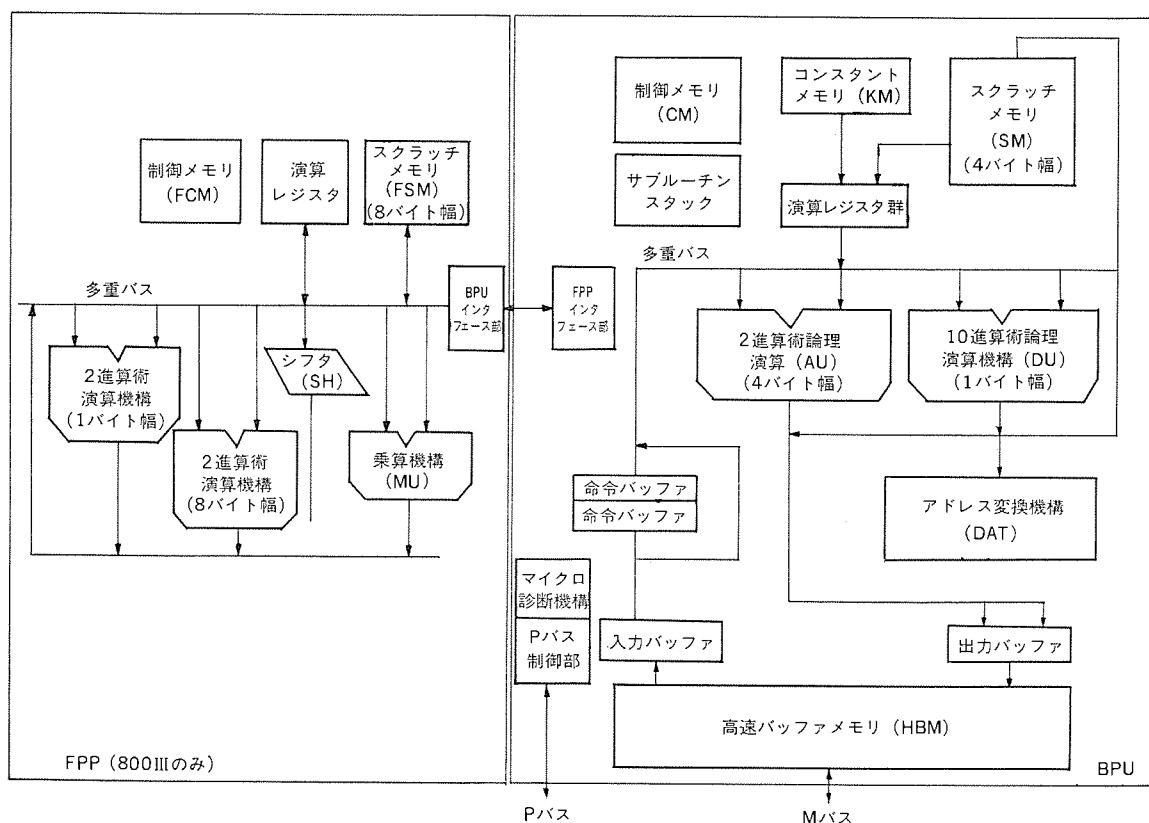 制御メモリ
(FCM)
演算
レジスタ
スクラッチ
メモリ
(FSM)
(8バイト幅)
多重バス
2進算術
演算機構
(1バイト幅)
2進算術
演算機構
(8バイト幅)
シフタ
(SH)
乗算機構
(MU)
BPU
インタ
フェース部
FPP (800Ⅲのみ)
FPP
インタ
フェース部
制御メモリ
(CM)
サブルーチン
スタック
コンスタント
メモリ (KM)
スクラッチ
メモリ
(SM)
(4バイト幅)
演算レジスタ群
多重バス
2進算術論理
演算 (AU)
(4バイト幅)
10進算術論理
演算機構 (DU)
(1バイト幅)
命令バッファ
命令バッファ
アドレス変換機構
(DAT)
マイクロ
診断機構
Pバス
制御部
入力バッファ
出力バッファ
高速バッファメモリ (HBM)
BPU
Pバス
Mバス